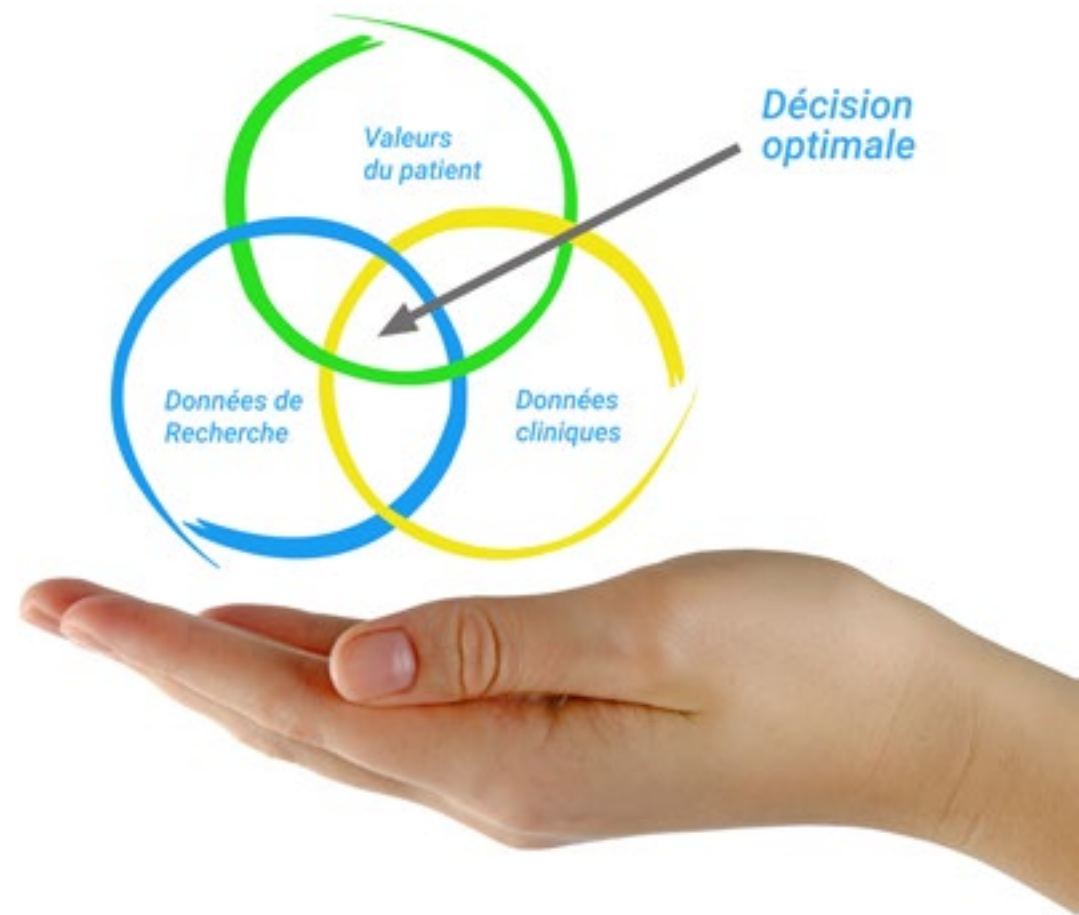 Valeurs
du patient
Décision
optimale
Données de
Recherche
Données
cliniques